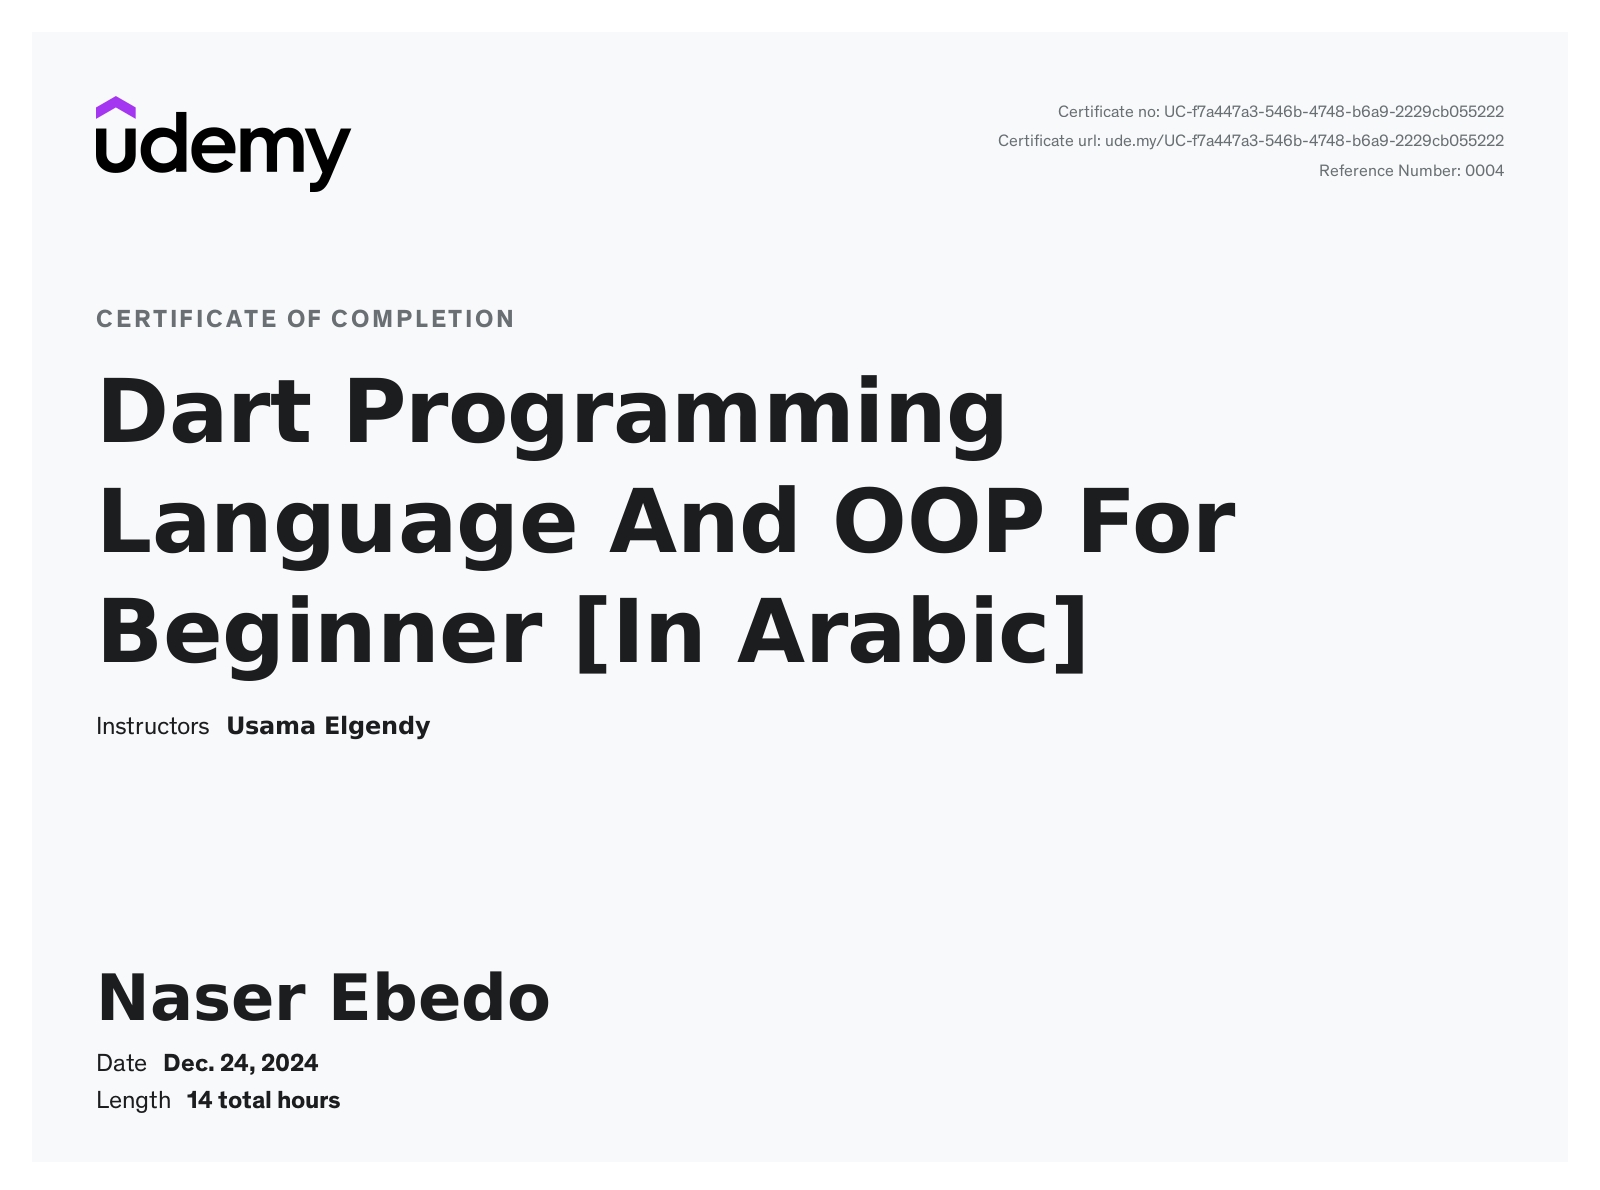 udemy
Certificate no: UC-f7a447a3-546b-4748-b6a9-2229cb055222
Certificate url: ude.my/UC-f7a447a3-546b-4748-b6a9-2229cb055222
Reference Number: 0004
CERTIFICATE OF COMPLETION
Dart Programming
Language And OOP For
Beginner [In Arabic]
Instructors Usama Elgendy
Naser Ebedo
Date Dec. 24, 2024
Length 14 total hours